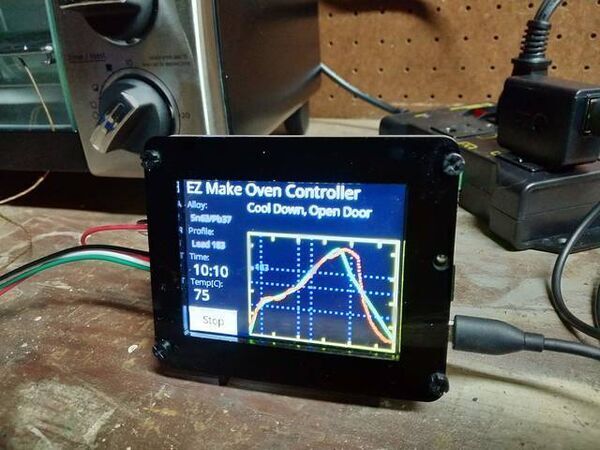 EZ Make Oven Controller
Cool Down, Open Door
Alloy:
Sn63/Pb37
Profile:
Lead 183
Time:
10:10
Temp(C):
75
Stop